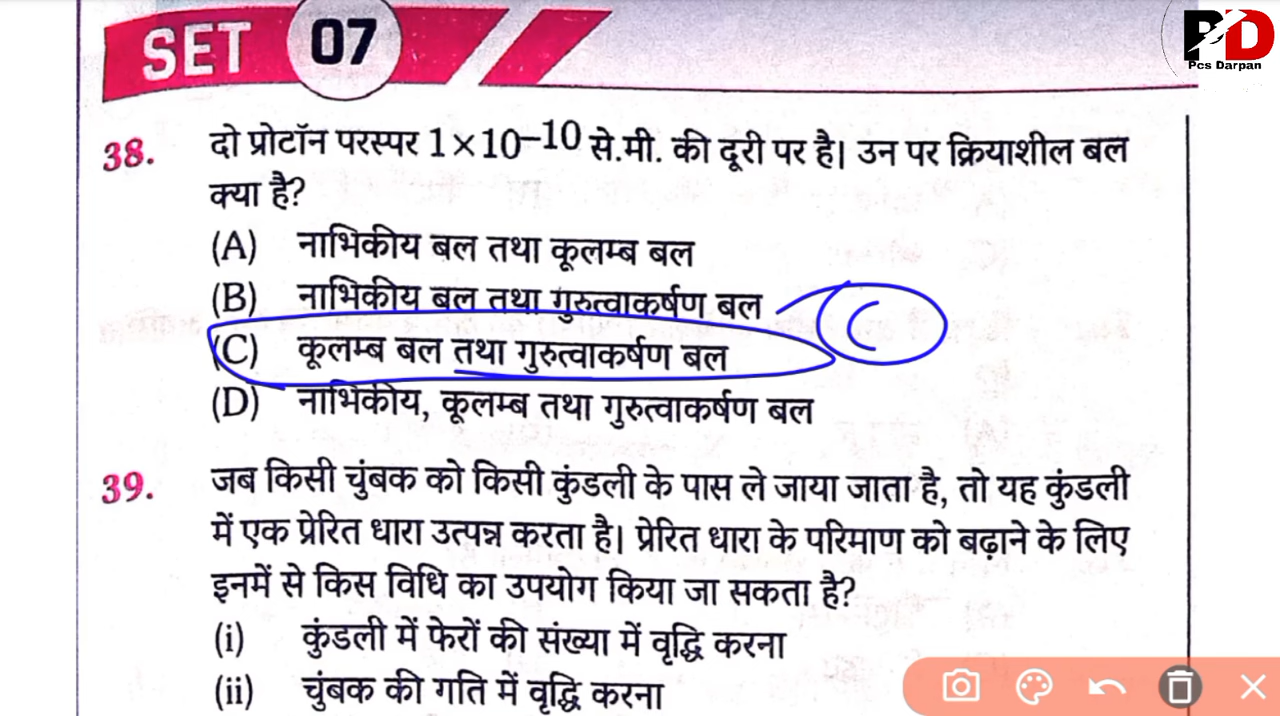 SET 07
PD
Pcs Darpan
38. दो प्रोटॉन परस्पर 1×10⁻¹⁰ से.मी. की दूरी पर है। उन पर क्रियाशील बल
क्या है?
(A) नाभिकीय बल तथा कूलम्ब बल
(B) नाभिकीय बल तथा गुरुत्वाकर्षण बल
C
(C) कूलम्ब बल तथा गुरुत्वाकर्षण बल
(D) नाभिकीय, कूलम्ब तथा गुरुत्वाकर्षण बल
39. जब किसी चुंबक को किसी कुंडली के पास ले जाया जाता है, तो यह कुंडली
में एक प्रेरित धारा उत्पन्न करता है। प्रेरित धारा के परिमाण को बढ़ाने के लिए
इनमें से किस विधि का उपयोग किया जा सकता है?
(i) कुंडली में फेरों की संख्या में वृद्धि करना
(ii) चुंबक की गति में वृद्धि करना